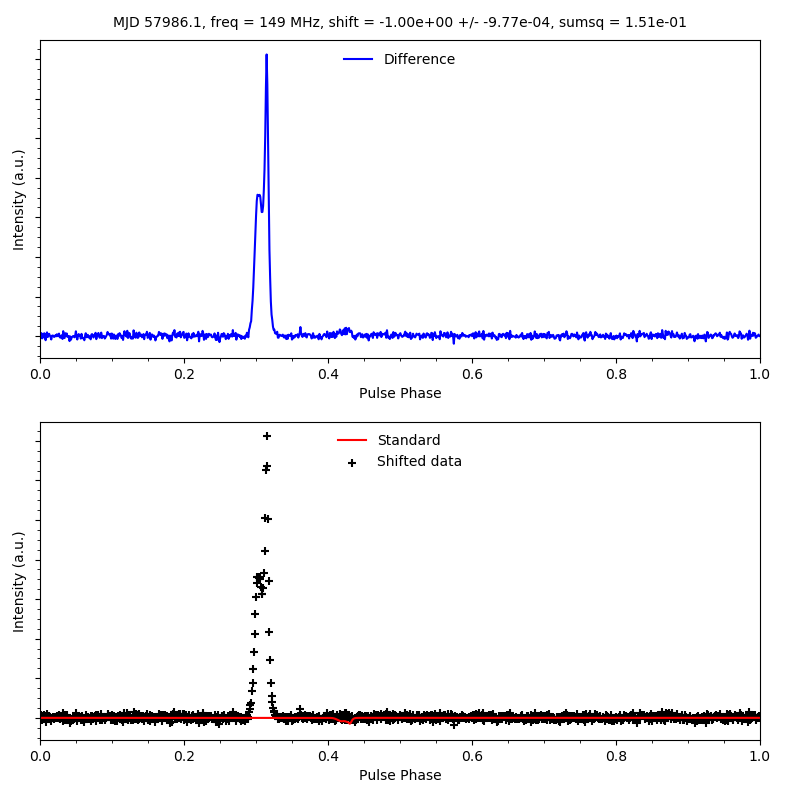 MJD 57986.1, freq = 149 MHz, shift = -1.00e+00 +/- -9.77e-04, sumsq = 1.51e-01
Difference
Intensity (a.u.)
0.0 0.2 0.4 0.6 0.8 1.0
Pulse Phase
Standard
Shifted data
Intensity (a.u.)
0.0 0.2 0.4 0.6 0.8 1.0
Pulse Phase